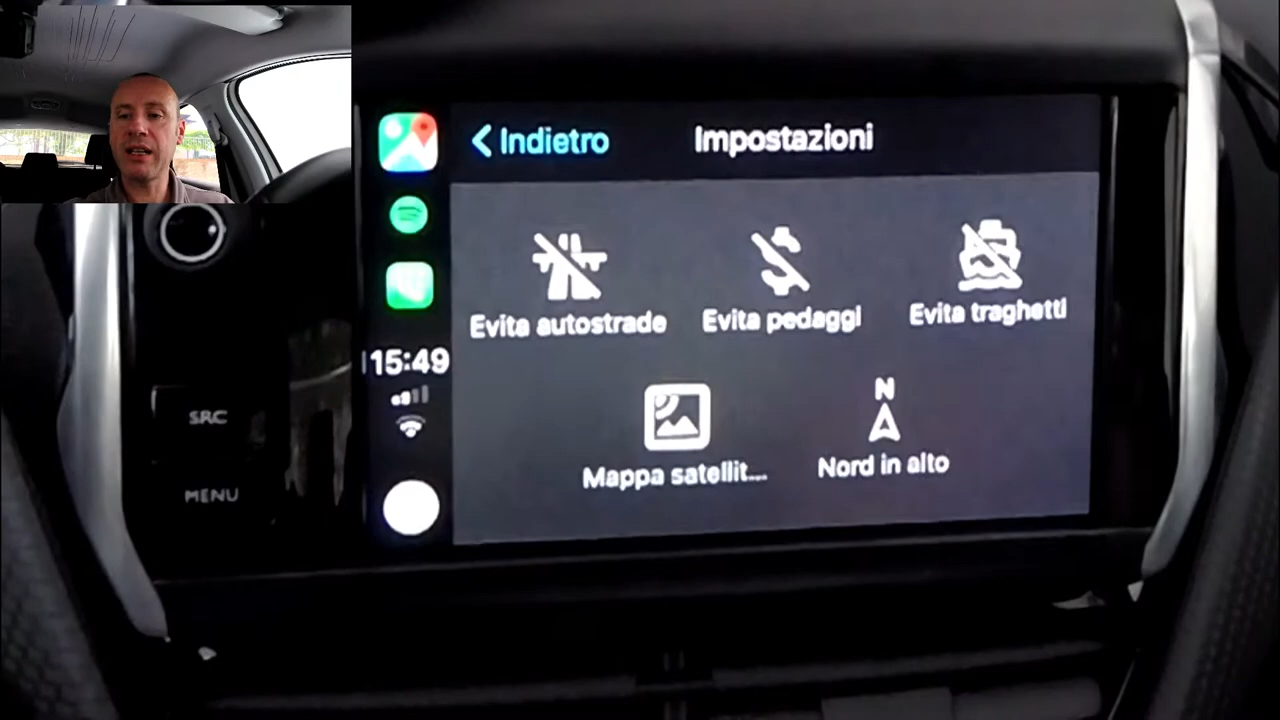 Indietro
Impostazioni
Evita autostrade
Evita pedaggi
Evita traghetti
15:49
N
Mappa satellit...
Nord in alto
SRC
MENU